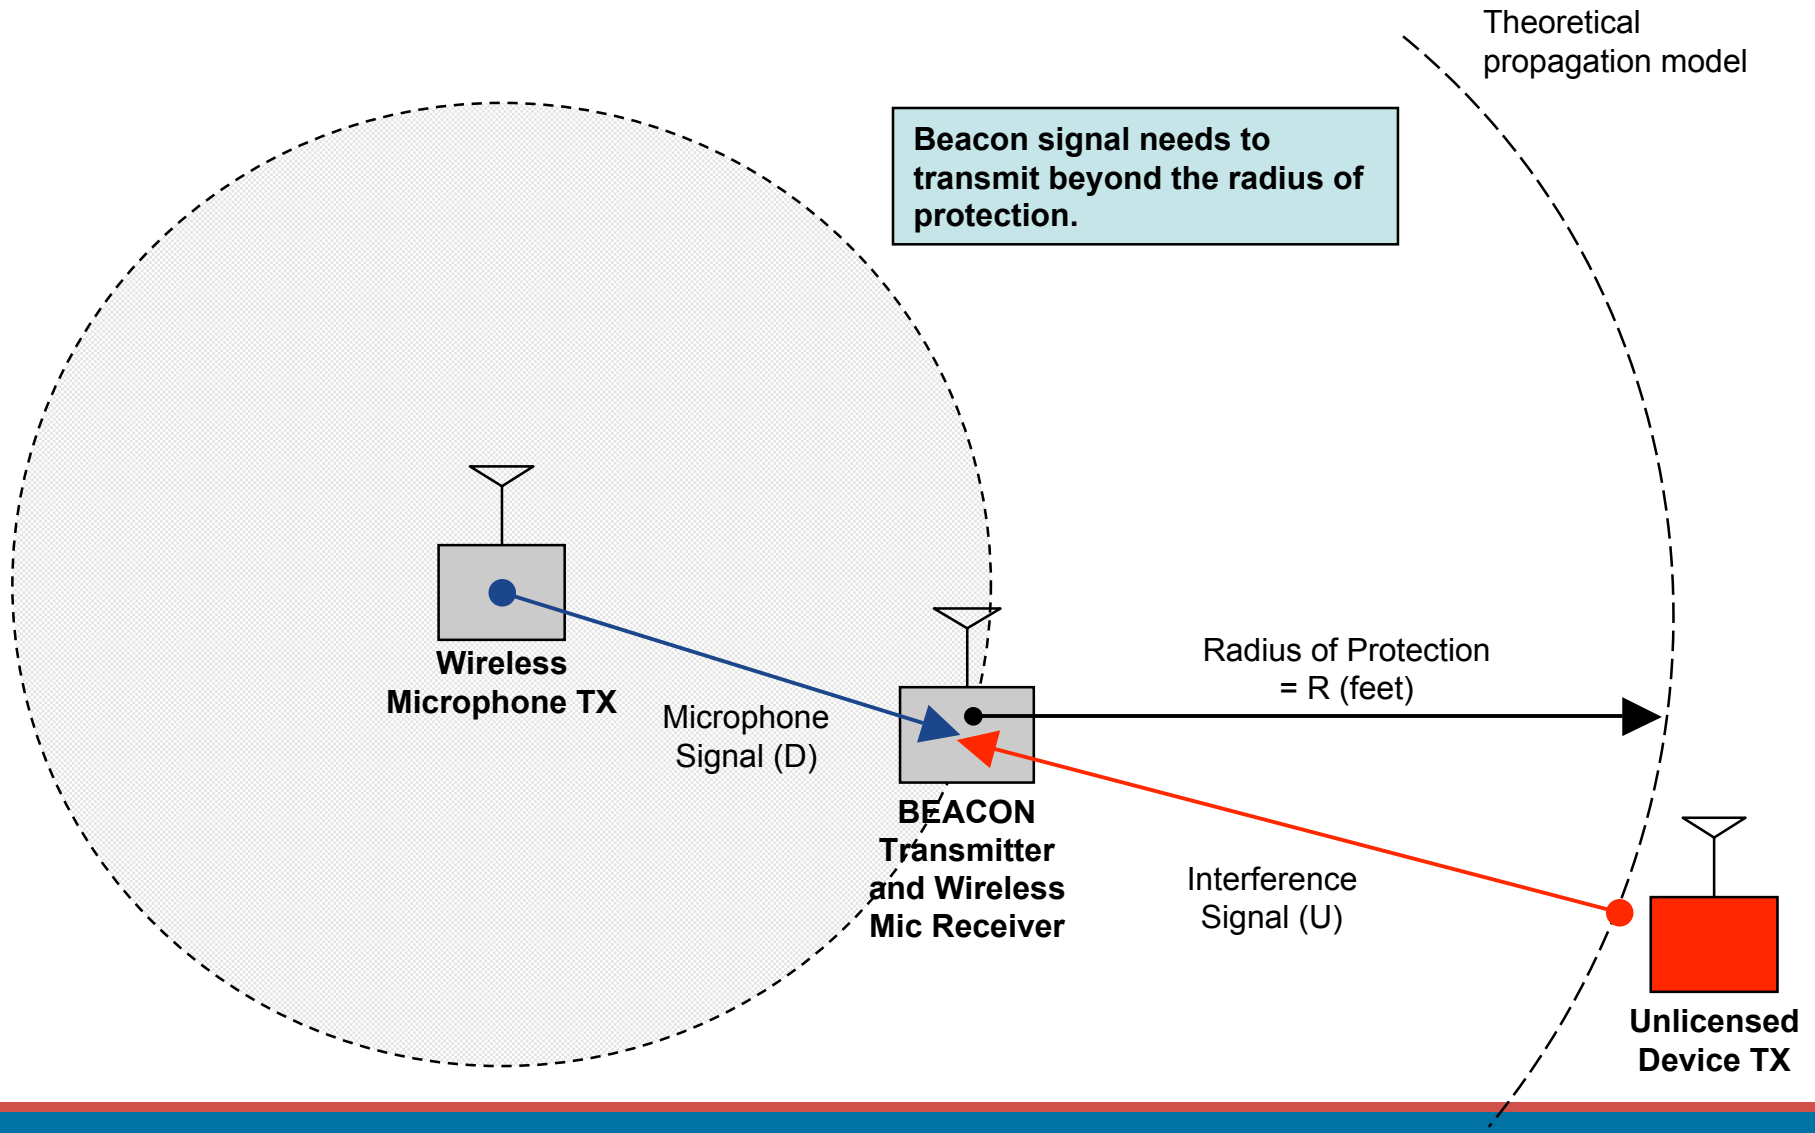 Theoretical
propagation model
Beacon signal needs to
transmit beyond the radius of
protection.
Wireless
Microphone TX
Microphone
Signal (D)
Radius of Protection
= R (feet)
BEACON
Transmitter
and Wireless
Mic Receiver
Interference
Signal (U)
Unlicensed
Device TX